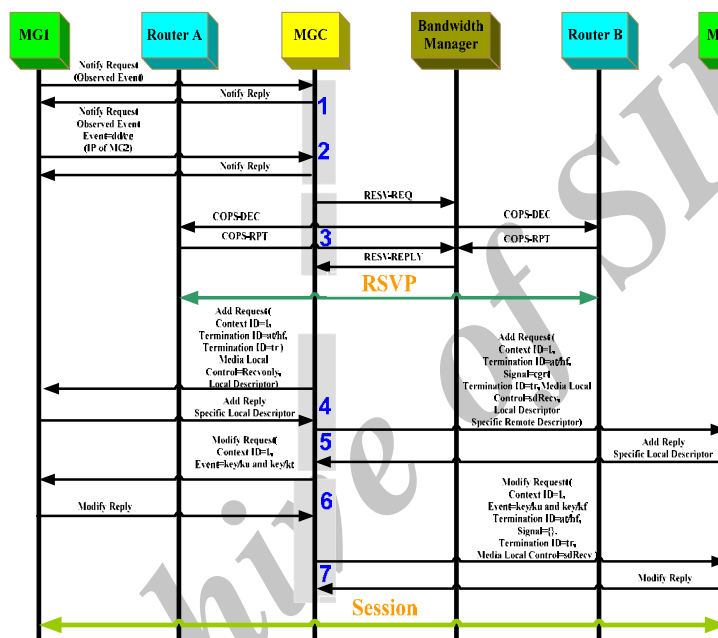 MG1
Router A
MGC
Bandwidth
Manager
Router B
Notify Request
(Observed Event)
Notify Reply
1
Notify Request
Observed Event
Event=dd/ce
(IP of MG2)
2
Notify Reply
RESV-REQ
COPS-DEC
COPS-DEC
COPS-RPT
3
COPS-RPT
RESV-REPLY
RSVP
Add Request(
Context ID=1,
Termination ID=at/hf,
Termination ID=tr)
Media Local
Control=Recvonly,
Local Descriptor)
Add Request(
Context ID=1,
Termination ID=at/hf,
Signal=cg/rt
Termination ID=tr, Media Local
Control=sdRecv,
Local Descriptor
Specific Remote Descriptor)
4
Add Reply
Specific Local Descriptor
5
Add Reply
Specific Local Descriptor
Modify Request(
Context ID=1,
Event=key/ku and key/kt
6
Modify Request(
Context ID=1,
Event=key/ku and key/kf
Termination ID=at/hf,
Signal={}.
Termination ID=tr,
Media Local Control=sdRecv )
Modify Reply
7
Modify Reply
Session
hive of SI